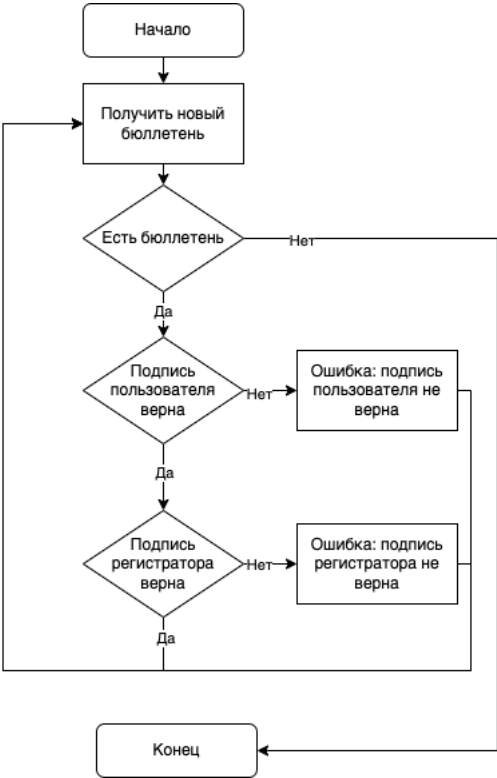 Начало
Получить новый
бюллетень
Есть бюллетень
Нет
Да
Подпись
пользователя
верна
Нет
Ошибка: подпись
пользователя не
верна
Да
Подпись
регистратора
верна
Нет
Ошибка: подпись
регистратора не
верна
Да
Конец